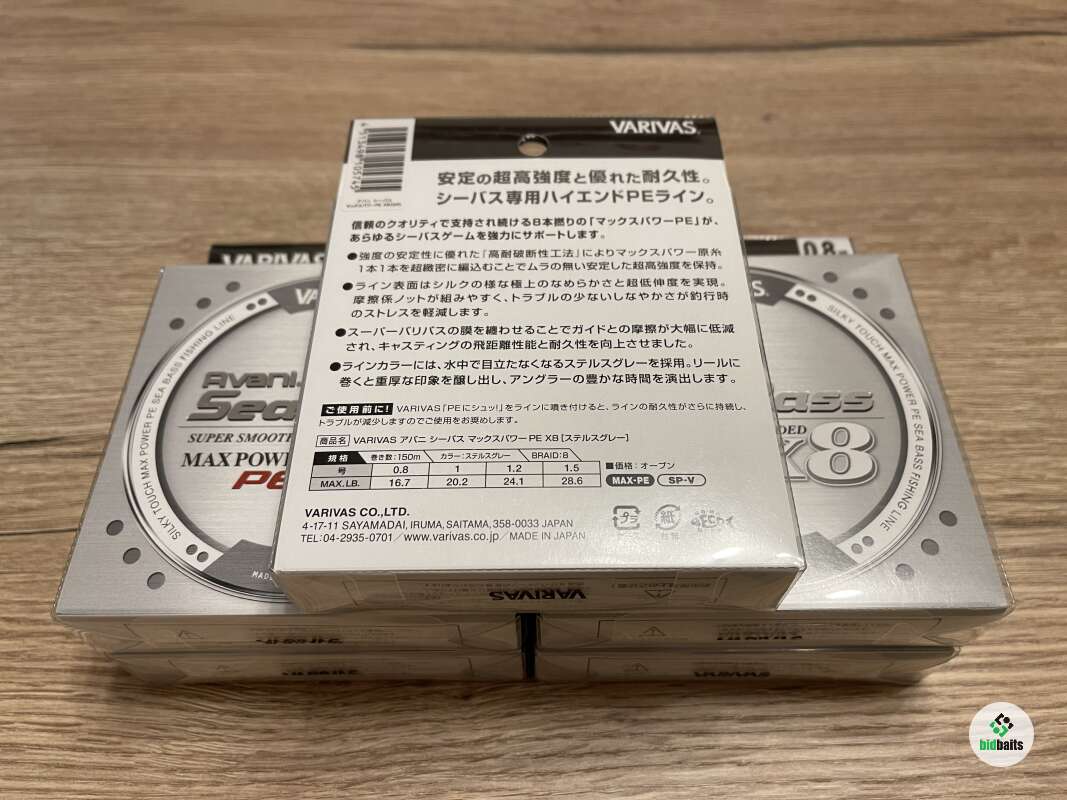 VARIVAS
安定の超高強度と優れた耐久性。
シーバス専用ハイエンドPEライン。
信頼のクオリティで支持され続ける8本撚りの「マックスパワーPE」が、
あらゆるシーバスゲームを強力にサポートします。
●強度の安定性に優れた「高耐破断性工法」によりマックスパワー原糸
1本1本を超緻密に編込むことでムラの無い安定した超高強度を保持。
●ライン表面はシルクの様な極上のなめらかさと超低伸度を実現。
摩擦係ノットが組みやすく、トラブルの少ないしなやかさが釣行時
のストレスを軽減します。
●スーパーバリバスの膜を纏わせることでガイドとの摩擦が大幅に低減
され、キャスティングの飛距離性能と耐久性を向上させました。
●ラインカラーには、水中で目立たなくなるステルスグレーを採用。リールに
巻くと重厚な印象を醸し出し、アングラーの豊かな時間を演出します。
ご使用前に! VARIVAS「PEにシュッ!」をラインに噴き付けると、ラインの耐久性がさらに持続し、
トラブルが減少しますのでご使用をお奨めします。
商品名 VARIVAS アバニ シーバス マックスパワー PE X8 [ステルスグレー]
規格 巻き数:150m カラー:ステルスグレー BRAID:8
号 0.8 1 1.2 1.5
MAX.LB. 16.7 20.2 24.1 28.6
■価格:オープン
MAX-PE SP-V
VARIVAS CO.,LTD.
4-17-11 SAYAMADAI, IRUMA, SAITAMA, 358-0033 JAPAN
TEL:04-2935-0701/www.varivas.co.jp/MADE IN JAPAN
プラ
紙
VARIVAS
VARIVAS
Avani
Sea
SUPER SMOOTH
MAX POWER
PE
SILKY TOUCH MAX POWER PE SEA BASS FISHING LINE
0.8
ass
X8
SILKY TOUCH MAX POWER PE SEA BASS FISHING LINE
bidbaits